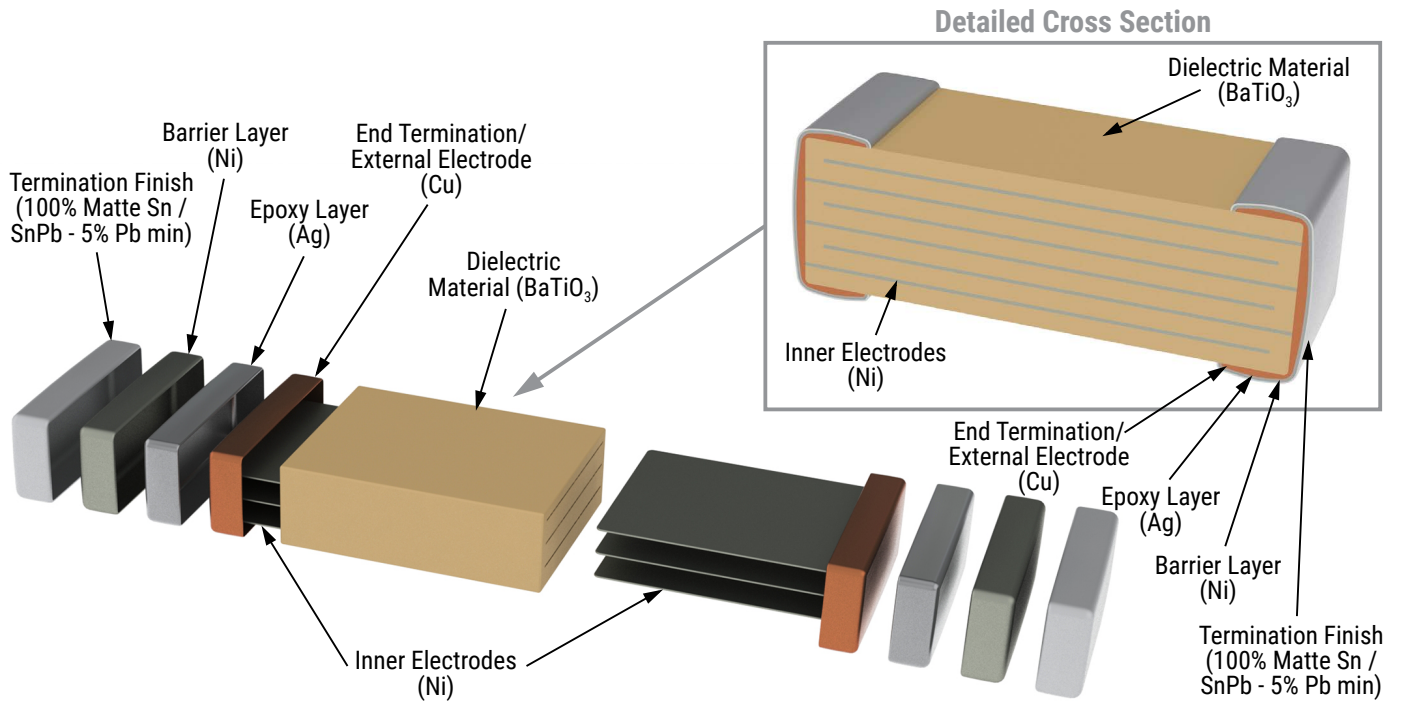 Detailed Cross Section
Dielectric Material
(BaTiO₃)
Barrier Layer
(Ni)
End Termination/
External Electrode
(Cu)
Termination Finish
(100% Matte Sn /
SnPb - 5% Pb min)
Epoxy Layer
(Ag)
Dielectric
Material (BaTiO₃)
Inner Electrodes
(Ni)
End Termination/
External Electrode
(Cu)
Epoxy Layer
(Ag)
Barrier Layer
(Ni)
Termination Finish
(100% Matte Sn /
SnPb - 5% Pb min)
Inner Electrodes
(Ni)